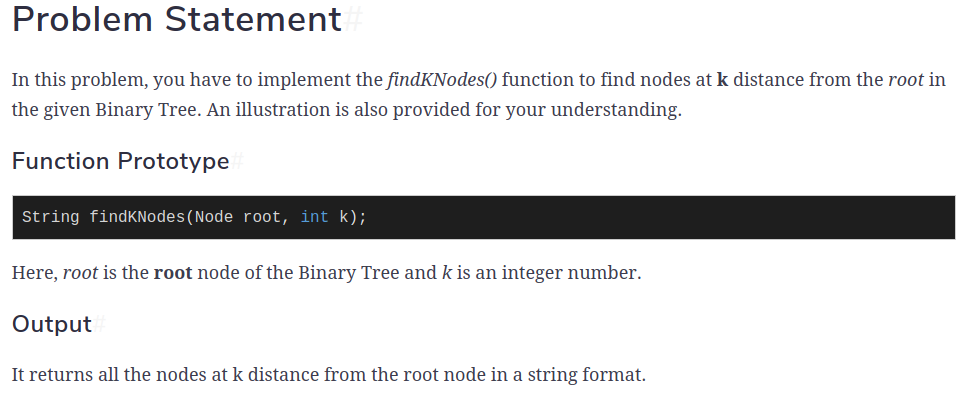 Problem Statement#
In this problem, you have to implement the findKNodes() function to find nodes at k distance from the root in
the given Binary Tree. An illustration is also provided for your understanding.
Function Prototype#
String findKNodes(Node root, int k);
Here, root is the root node of the Binary Tree and k is an integer number.
Output#
It returns all the nodes at k distance from the root node in a string format.